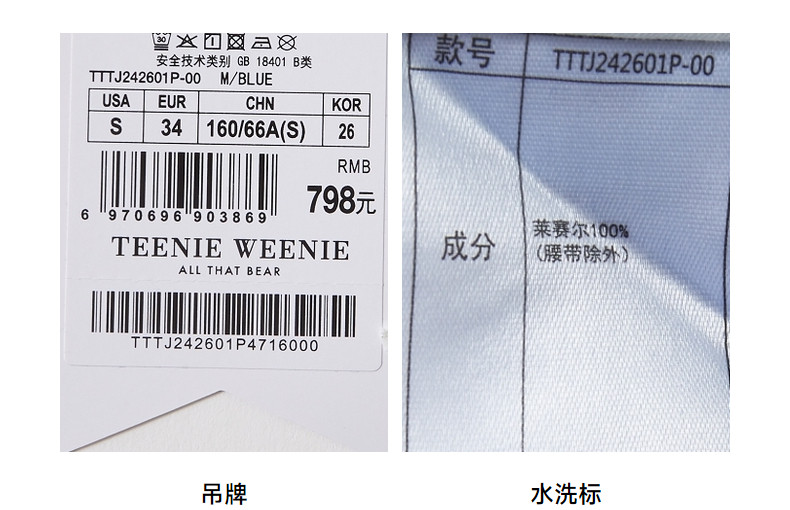 安全技术类别 GB 18401 B类
TTTJ242601P-00 M/BLUE
USA EUR CHN KOR
S 34 160/66A(S) 26
RMB
798元
6 970696 903869
TEENIE WEENIE
ALL THAT BEAR
TTTJ242601P4716000
吊牌
款号 TTTJ242601P-00
成分 莱赛尔100%
(腰带除外)
水洗标